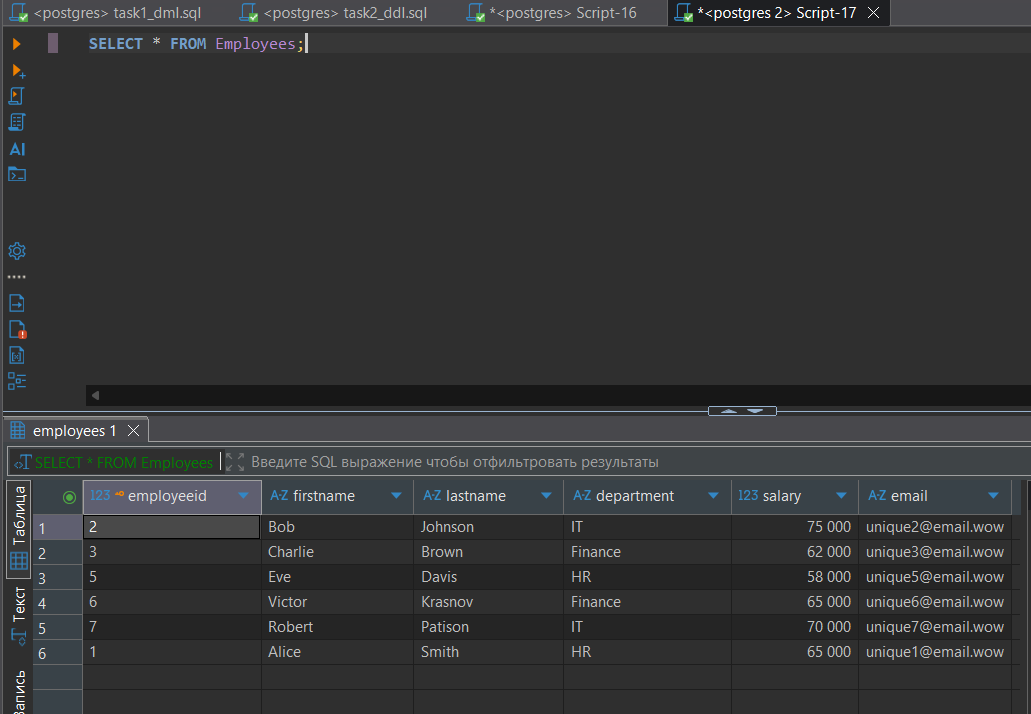 <postgres> task1_dml.sql <postgres> task2_ddl.sql *<postgres> Script-16 *<postgres 2> Script-17
SELECT * FROM Employees;
AI
employees 1
SELECT * FROM Employees Введите SQL выражение чтобы отфильтровать результаты
Таблица
Текст
Запись
123 employeeid A-Z firstname A-Z lastname A-Z department 123 salary A-Z email
1 2 Bob Johnson IT 75 000 unique2@email.wow
2 3 Charlie Brown Finance 62 000 unique3@email.wow
3 5 Eve Davis HR 58 000 unique5@email.wow
4 6 Victor Krasnov Finance 65 000 unique6@email.wow
5 7 Robert Patison IT 70 000 unique7@email.wow
6 1 Alice Smith HR 65 000 unique1@email.wow